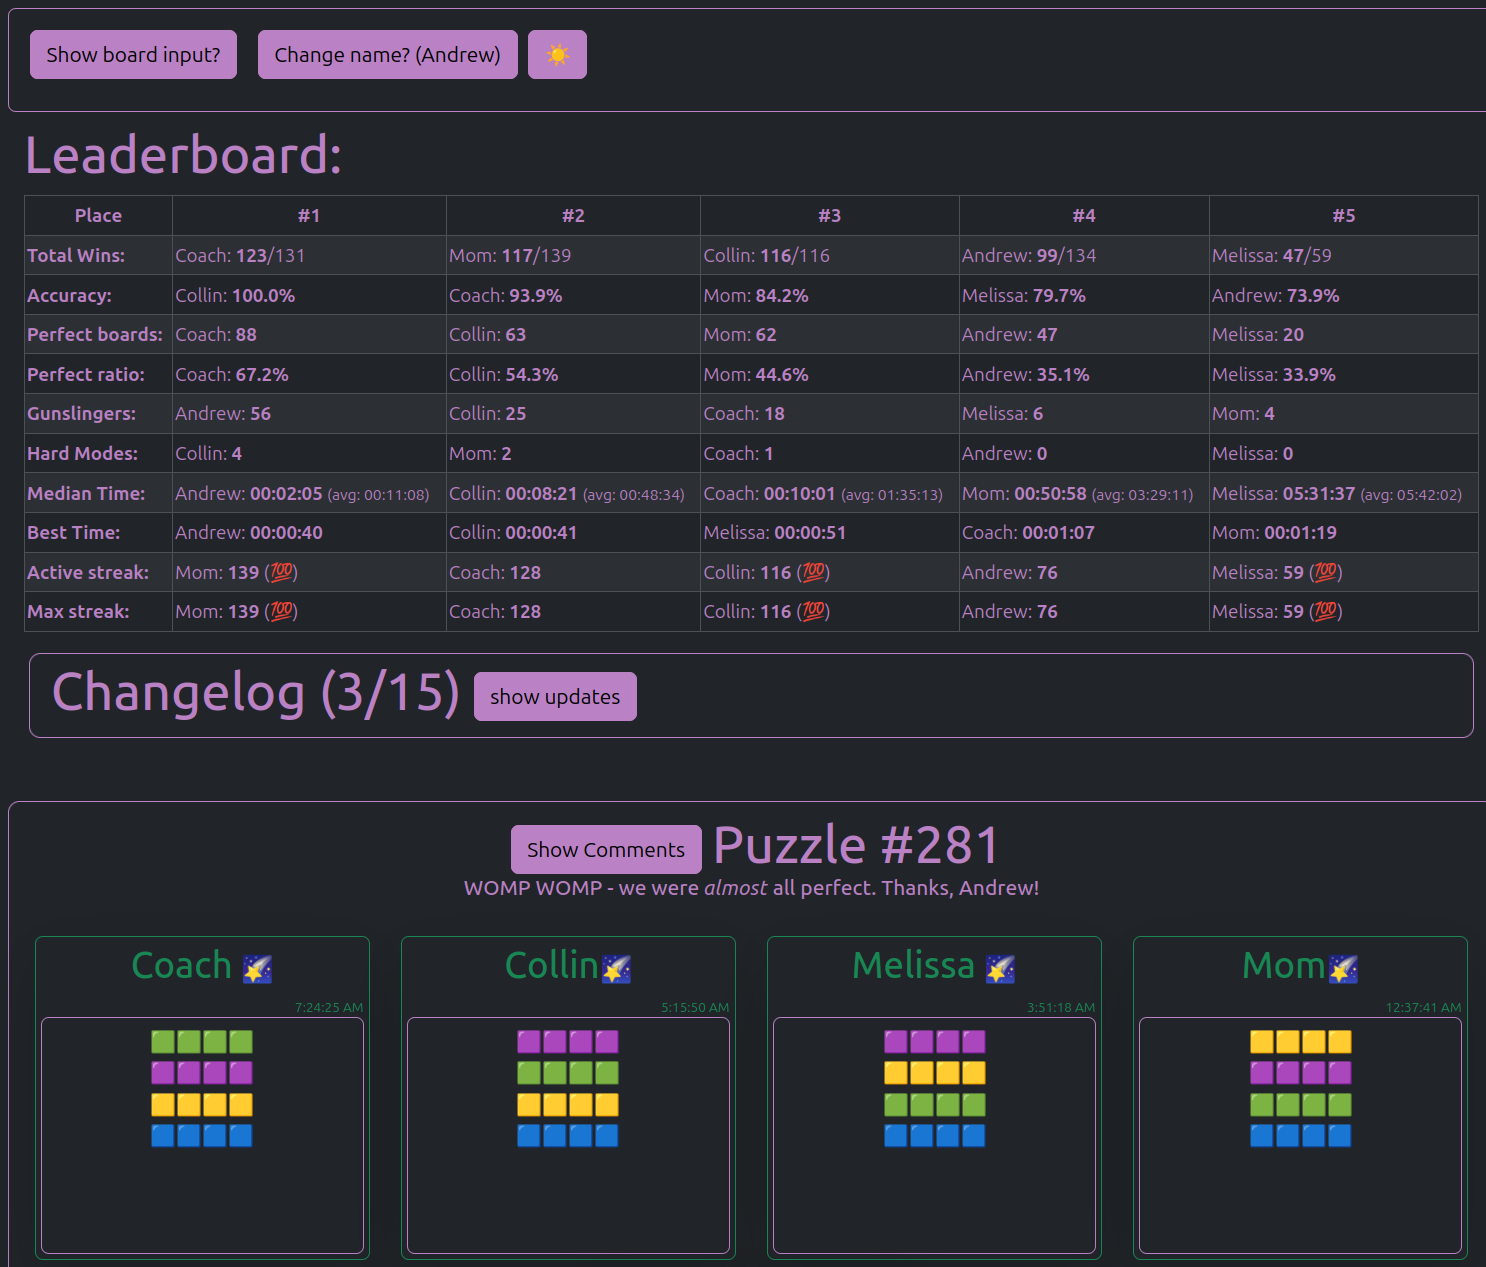 Show board input? Change name? (Andrew) ☀️
Leaderboard:
Place #1 #2 #3 #4 #5
Total Wins: Coach: 123/131 Mom: 117/139 Collin: 116/116 Andrew: 99/134 Melissa: 47/59
Accuracy: Collin: 100.0% Coach: 93.9% Mom: 84.2% Melissa: 79.7% Andrew: 73.9%
Perfect boards: Coach: 88 Collin: 63 Mom: 62 Andrew: 47 Melissa: 20
Perfect ratio: Coach: 67.2% Collin: 54.3% Mom: 44.6% Andrew: 35.1% Melissa: 33.9%
Gunslingers: Andrew: 56 Collin: 25 Coach: 18 Melissa: 6 Mom: 4
Hard Modes: Collin: 4 Mom: 2 Coach: 1 Andrew: 0 Melissa: 0
Median Time: Andrew: 00:02:05 (avg: 00:11:08) Collin: 00:08:21 (avg: 00:48:34) Coach: 00:10:01 (avg: 01:35:13) Mom: 00:50:58 (avg: 03:29:11) Melissa: 05:31:37 (avg: 05:42:02)
Best Time: Andrew: 00:00:40 Collin: 00:00:41 Melissa: 00:00:51 Coach: 00:01:07 Mom: 00:01:19
Active streak: Mom: 139 (💯) Coach: 128 Collin: 116 (💯) Andrew: 76 Melissa: 59 (💯)
Max streak: Mom: 139 (💯) Coach: 128 Collin: 116 (💯) Andrew: 76 Melissa: 59 (💯)
Changelog (3/15) show updates
Show Comments Puzzle #281
WOMP WOMP - we were almost all perfect. Thanks, Andrew!
Coach 🌠 Collin🌠 Melissa 🌠 Mom🌠
7:24:25 AM 5:15:50 AM 3:51:18 AM 12:37:41 AM
🟩🟩🟩🟩 🟪🟪🟪🟪 🟪🟪🟪🟪 🟨🟨🟨🟨
🟪🟪🟪🟪 🟩🟩🟩🟩 🟨🟨🟨🟨 🟪🟪🟪🟪
🟨🟨🟨🟨 🟨🟨🟨🟨 🟩🟩🟩🟩 🟩🟩🟩🟩
🟦🟦🟦🟦 🟦🟦🟦🟦 🟦🟦🟦🟦 🟦🟦🟦🟦